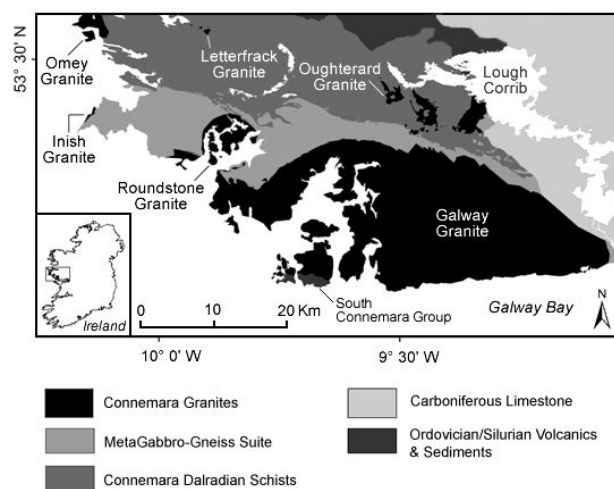 53° 30' N
Omey
Granite
Letterfrack
Granite
Oughterard
Granite
Lough
Corrib
Inish
Granite
Roundstone
Granite
Galway
Granite
South
Connemara Group
Ireland
0 10 20 Km
Galway Bay
N
10° 0' W
9° 30' W
Connemara Granites
MetaGabbro-Gneiss Suite
Connemara Dalradian Schists
Carboniferous Limestone
Ordovician/Silurian Volcanics
& Sediments